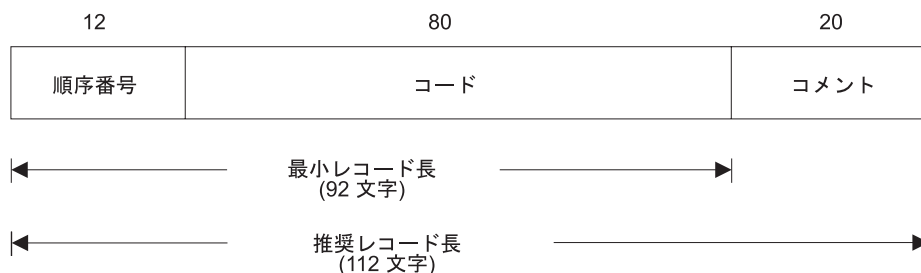 12 80 20
順序番号 コード コメント
最小レコード長
(92 文字)
推奨レコード長
(112 文字)